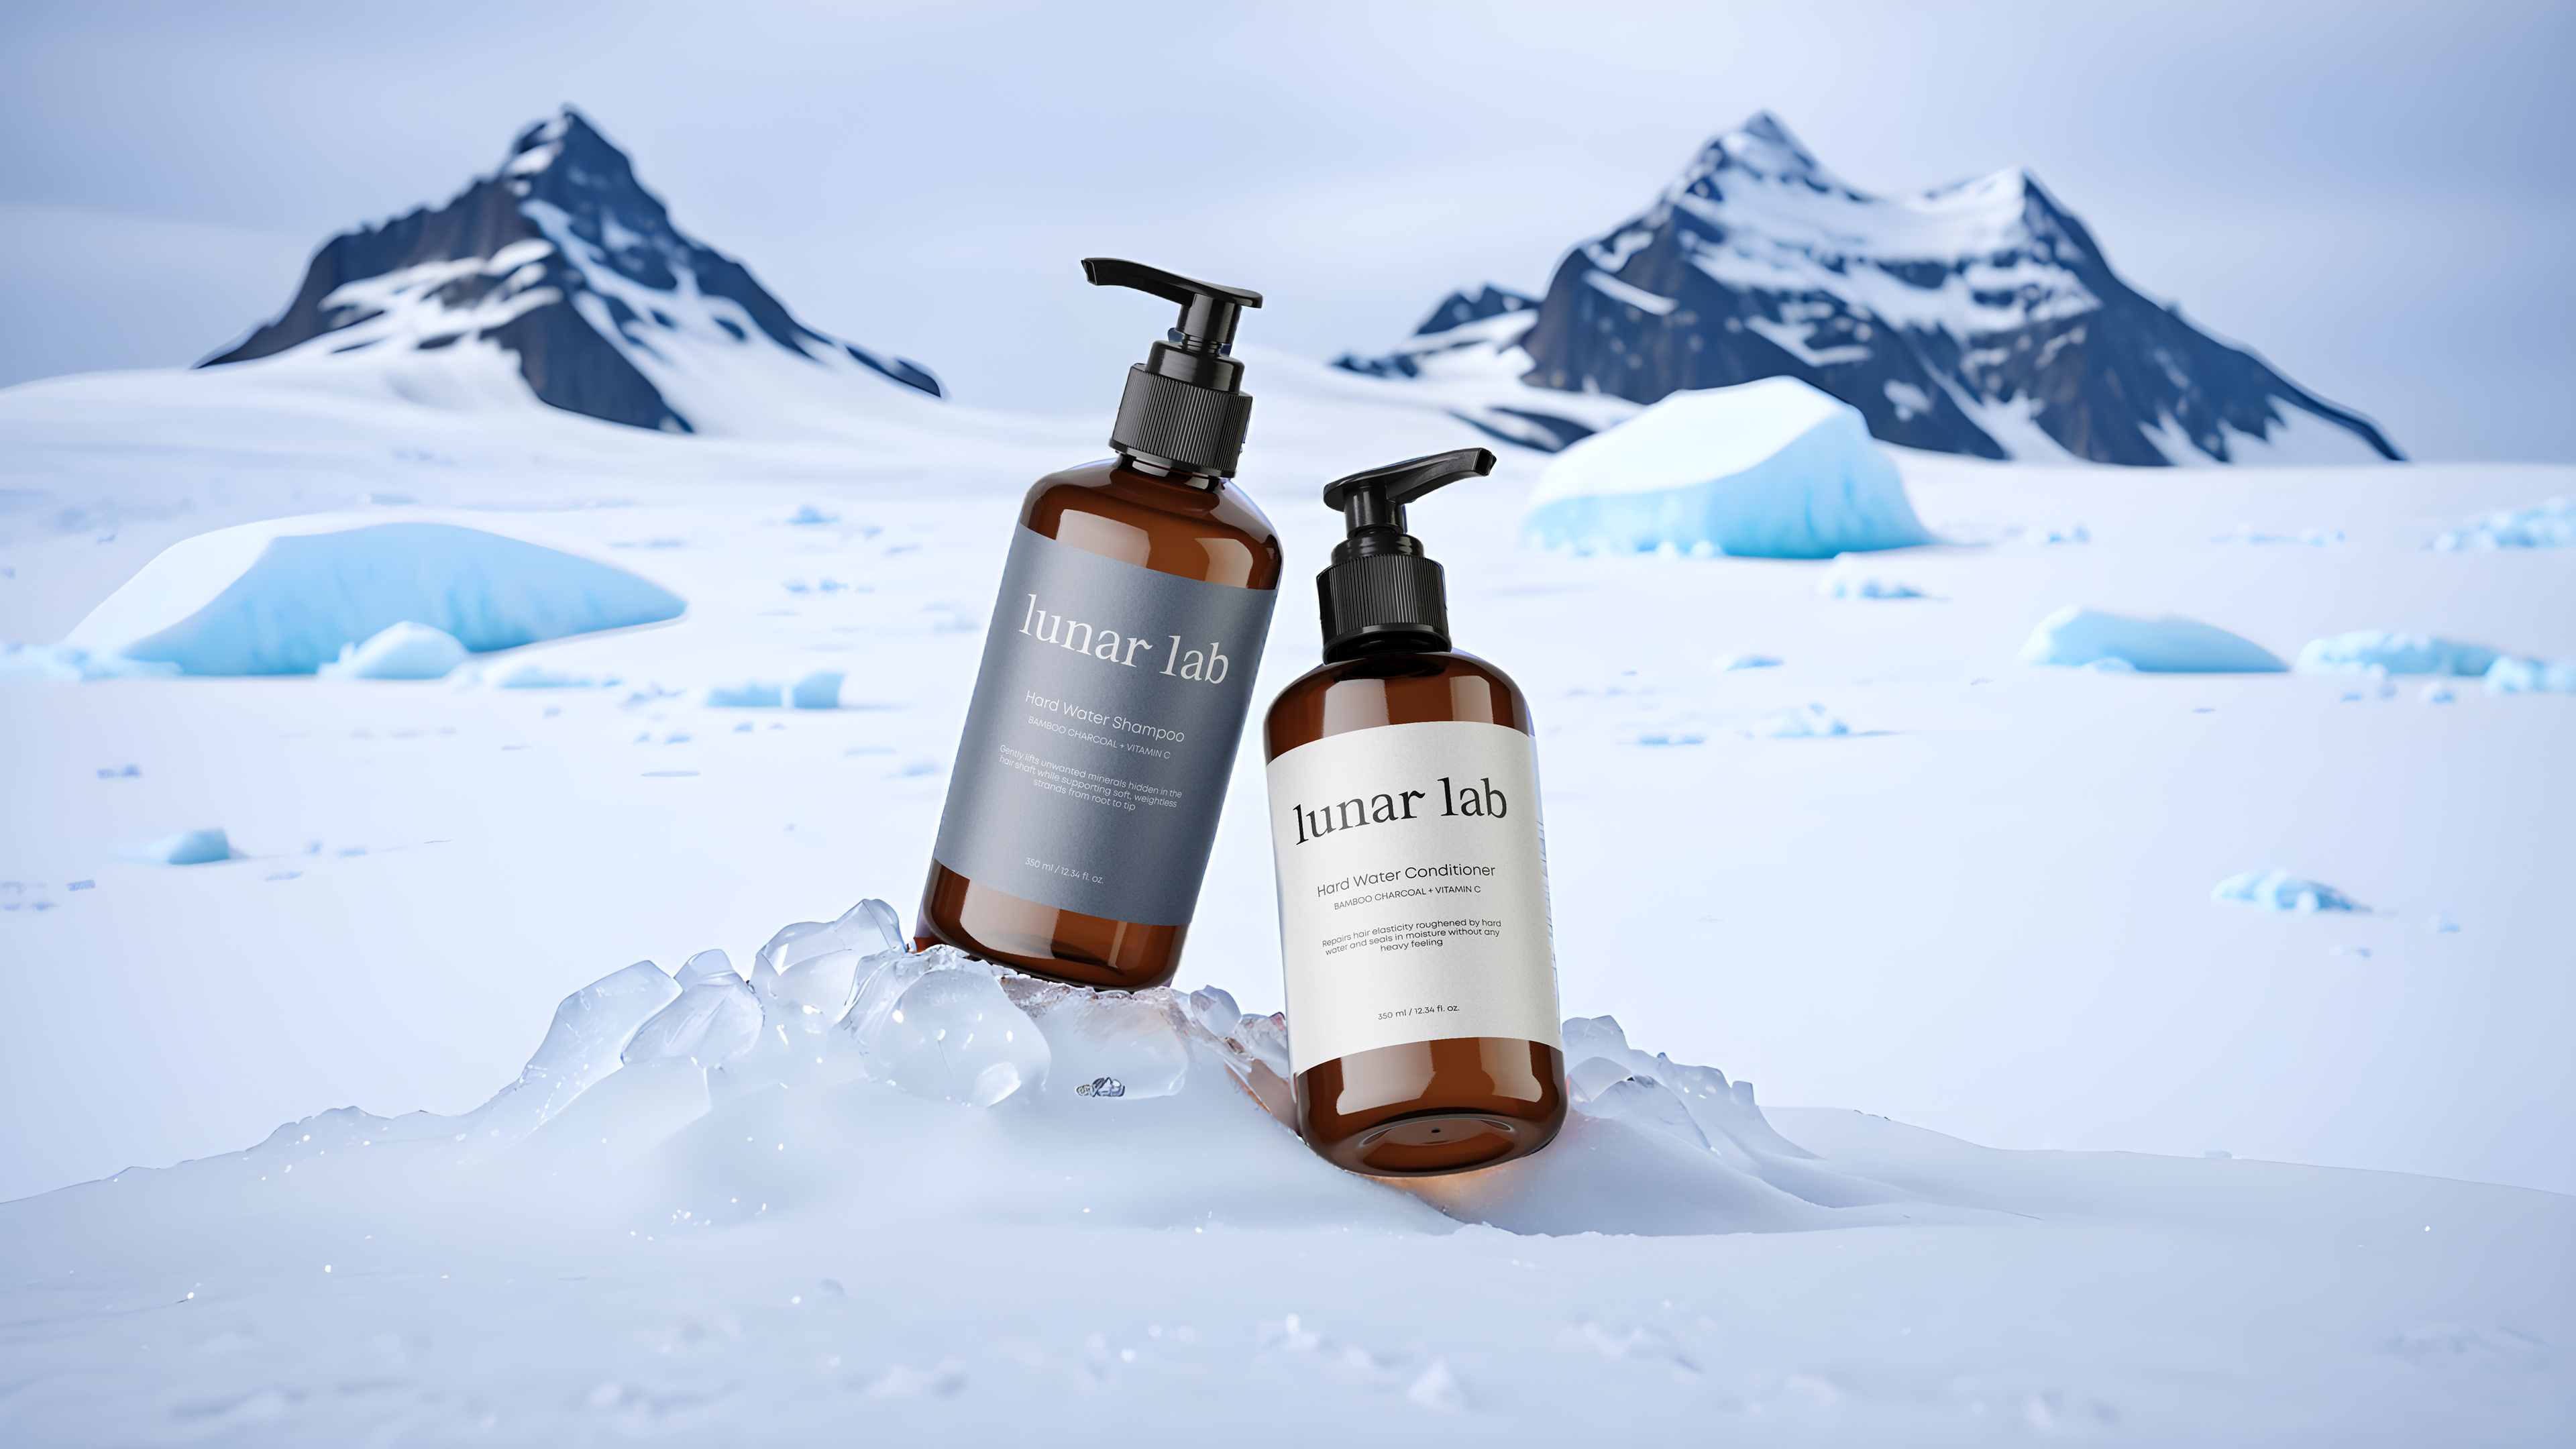 lunar lab
Hard Water Shampoo
BAMBOO CHARCOAL + VITAMIN C
Gently lifts unwanted minerals hidden in the
hair shaft while supporting soft, weightless
strands from root to tip
350 ml / 12.34 fl. oz.
lunar lab
Hard Water Conditioner
BAMBOO CHARCOAL + VITAMIN C
Repairs hair elasticity roughened by hard
water and seals in moisture without any
heavy feeling
350 ml / 12.34 fl. oz.